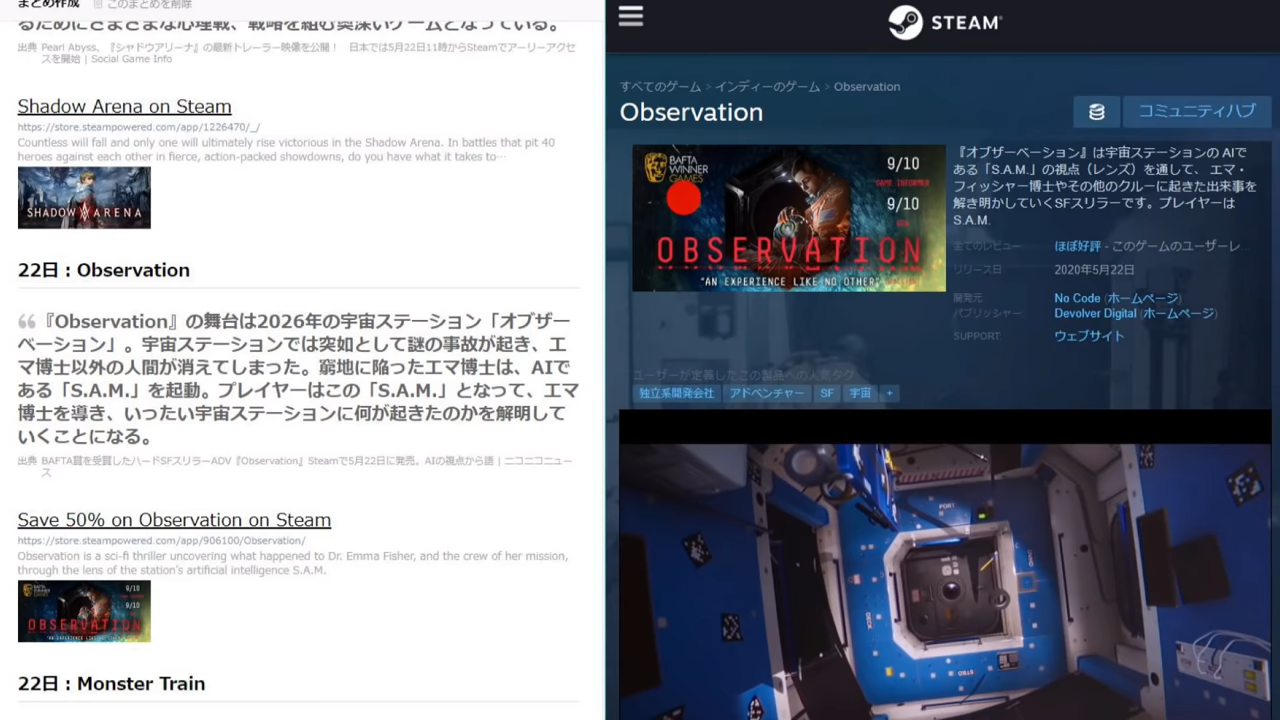 まとめ作成 このまとめを削除
るためにさまざまな心理戦、戦略を組む奥深いゲームとなっている。
出典 Pearl Abyss、『シャドウアリーナ』の最新トレーラー映像を公開！ 日本では5月22日11時からSteamでアーリーアクセ
スを開始 | Social Game Info
Shadow Arena on Steam
https://store.steampowered.com/app/1226470/_/
Countless will fall and only one will ultimately rise victorious in the Shadow Arena. In battles that pit 40
heroes against each other in fierce, action-packed showdowns, do you have what it takes to…
SHADOW ARENA
22日 : Observation
『Observation』の舞台は2026年の宇宙ステーション「オブザー
ベーション」。宇宙ステーションでは突如として謎の事故が起き、エ
マ博士以外の人間が消えてしまった。窮地に陥ったエマ博士は、AIで
ある「S.A.M.」を起動。プレイヤーはこの「S.A.M.」となって、エマ
博士を導き、いったい宇宙ステーションに何が起きたのかを解明して
いくことになる。
出典 BAFTA賞を受賞したハードSFスリラーADV『Observation』Steamで5月22日に発売。AIの視点から語 | ニコニコニュー
ス
Save 50% on Observation on Steam
https://store.steampowered.com/app/906100/Observation/
Observation is a sci-fi thriller uncovering what happened to Dr. Emma Fisher, and the crew of her mission,
through the lens of the station's artificial intelligence S.A.M.
9/10
9/10
OBSERVATION
22日 : Monster Train
STEAM
すべてのゲーム > インディーのゲーム > Observation
Observation
コミュニティハブ
BAFTA
WINNER
GAMES
9/10
GAME INFORMER
9/10
OBSERVATION
"AN EXPERIENCE LIKE NO OTHER"
『オブザーベーション』は宇宙ステーションの AIで
ある「S.A.M.」の視点（レンズ）を通して、 エマ・
フィッシャー博士やその他のクルーに起きた出来事を
解き明かしていくSFスリラーです。プレイヤーは
S.A.M.
全てのレビュー ほぼ好評 - このゲームのユーザーレ...
リリース日 2020年5月22日
開発元 No Code (ホームページ)
パブリッシャー Devolver Digital (ホームページ)
SUPPORT ウェブサイト
ユーザーが定義したこの製品への人気タグ:
独立系開発会社 アドベンチャー SF 宇宙 +
PORT
DECK
STBD